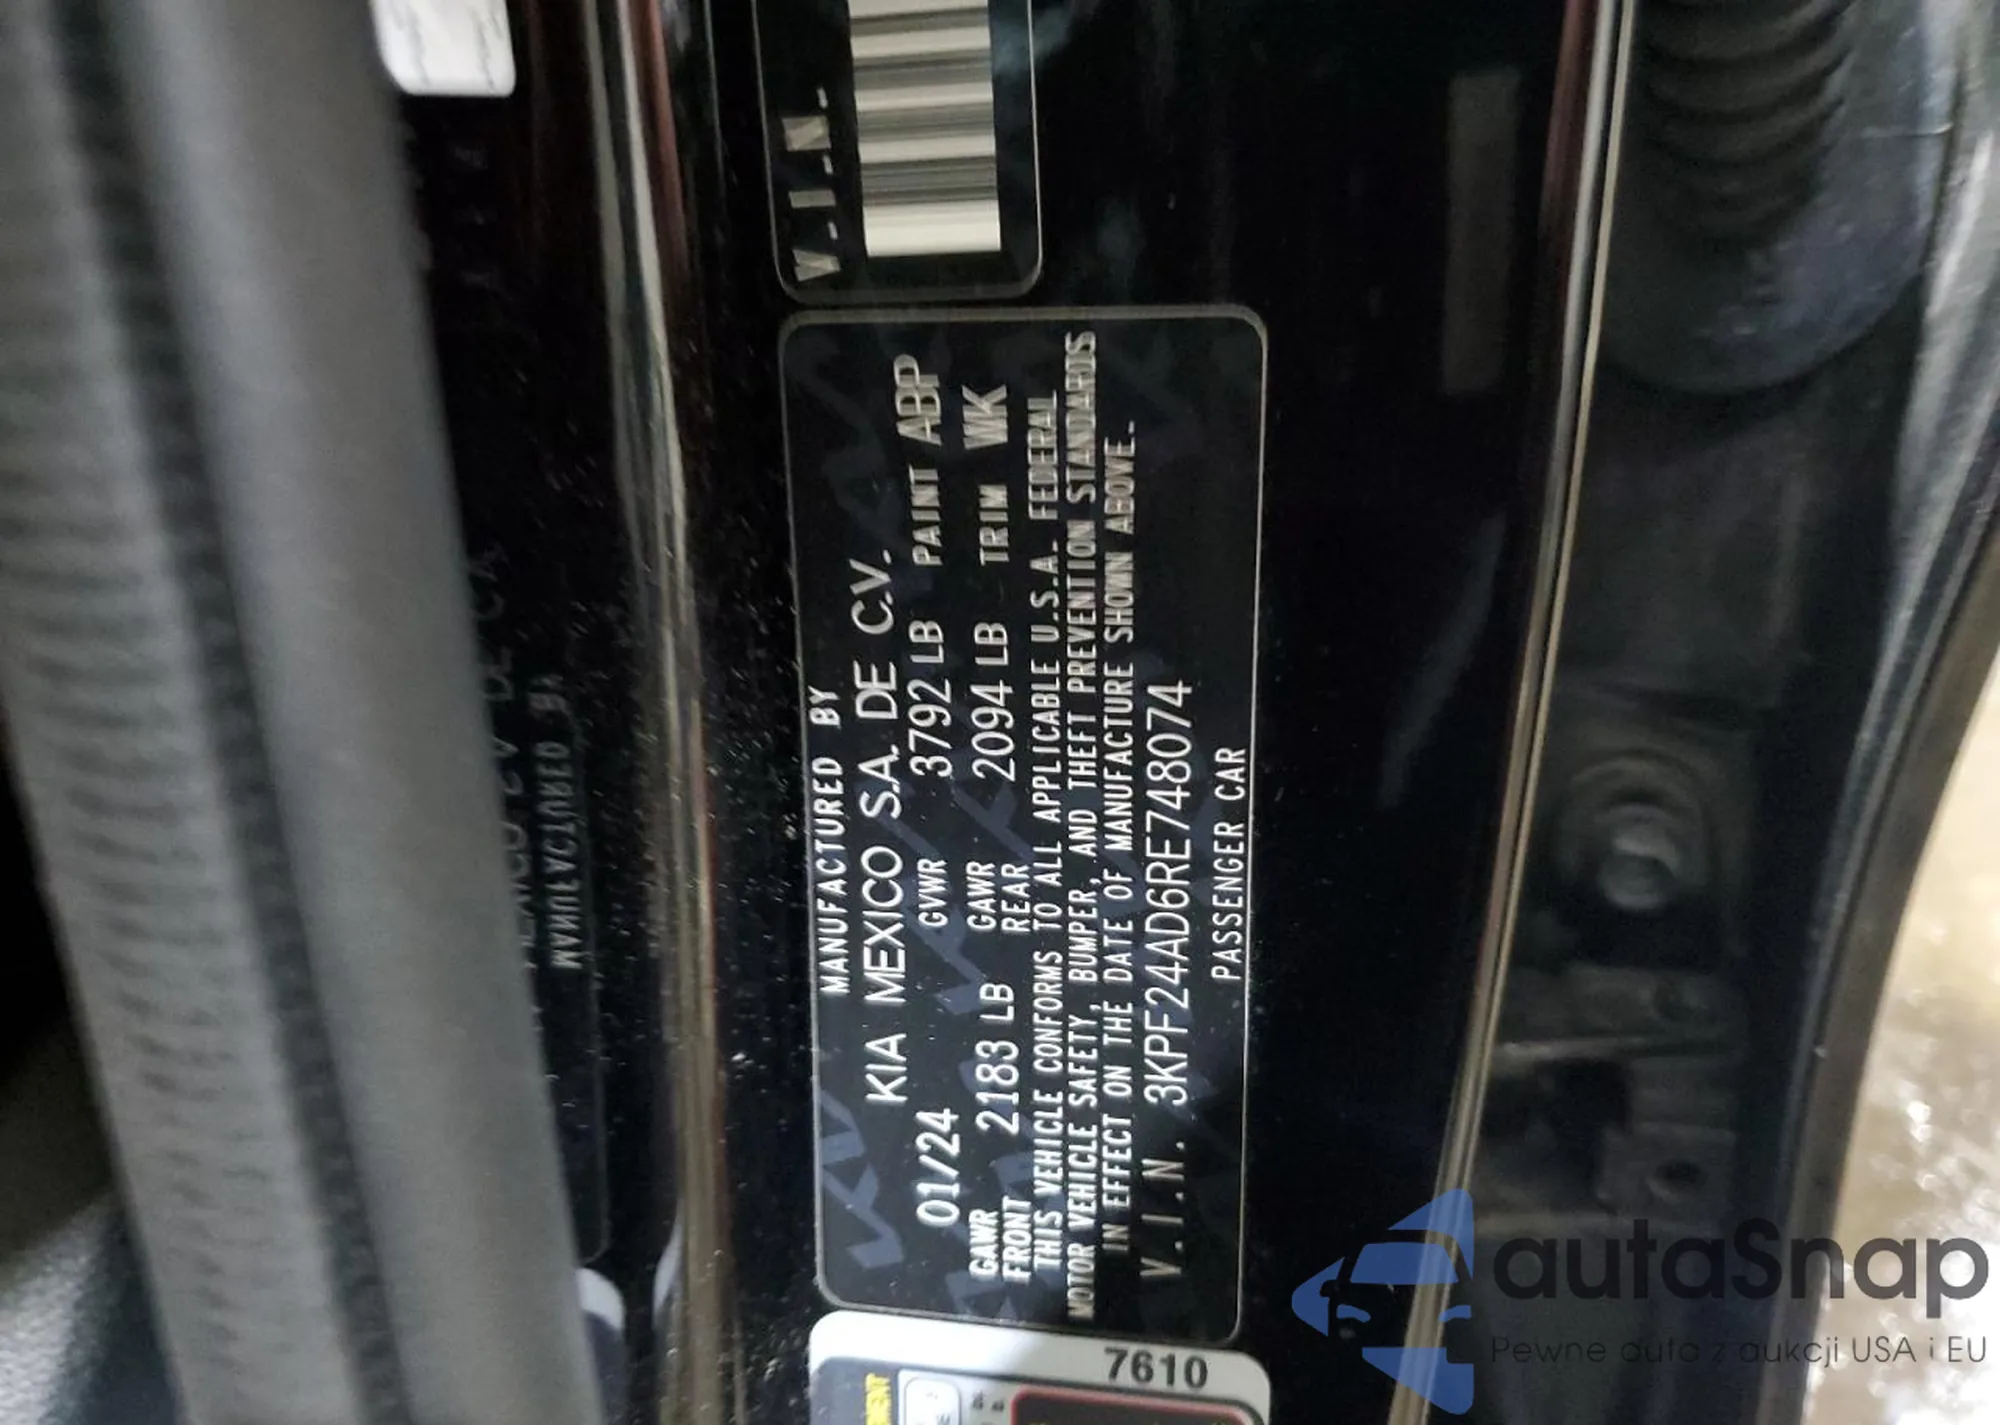 V.I.N.
MANUFACTURED BY
KIA MEXICO S.A. DE C.V.
01/24 GVWR 3792 LB PAINT ABP
GAWR FRONT 2183 LB GAWR REAR 2094 LB TRIM WK
THIS VEHICLE CONFORMS TO ALL APPLICABLE U.S.A. FEDERAL
MOTOR VEHICLE SAFETY, BUMPER, AND THEFT PREVENTION STANDARDS
IN EFFECT ON THE DATE OF MANUFACTURE SHOWN ABOVE.
V.I.N. 3KPF24AD6RE748074
PASSENGER CAR
7610
MANUFACTURED BY
autaSnap
Pewne auta z aukcji USA i EU